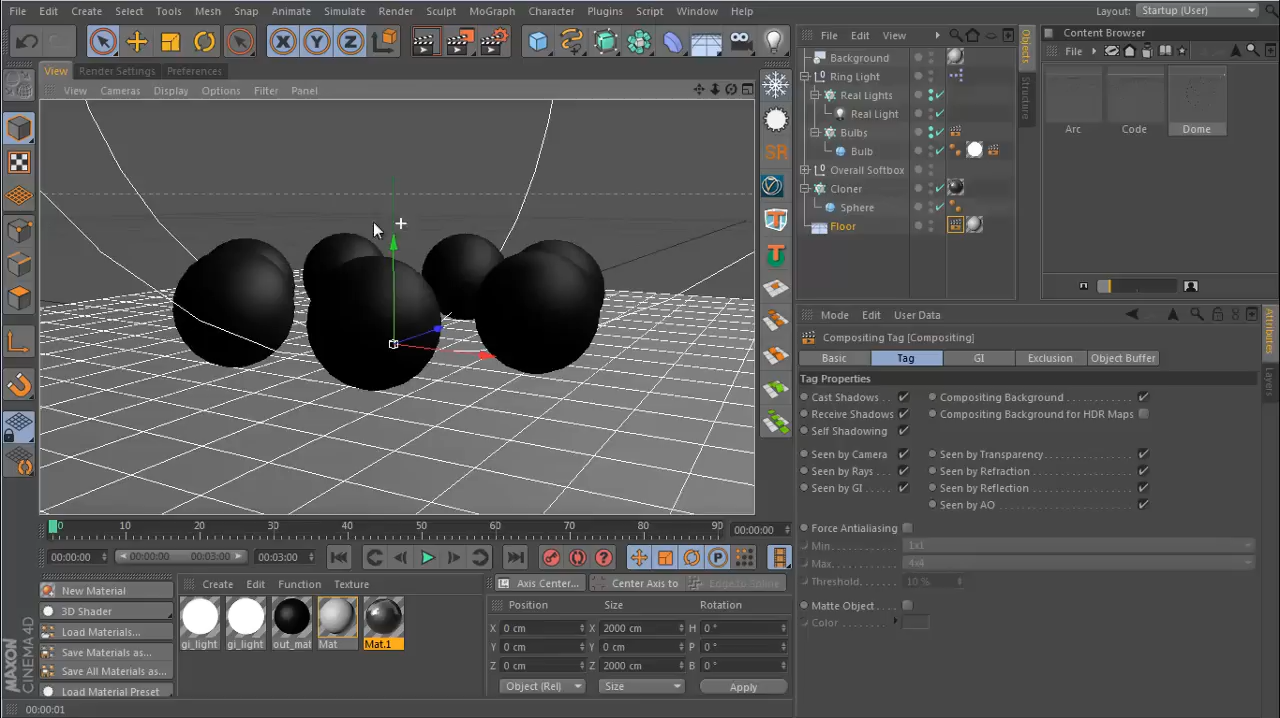 File Edit Create Select Tools Mesh Snap Animate Simulate Render Sculpt MoGraph Character Plugins Script Window Help Layout: Startup (User)
View Render Settings Preferences
View Cameras Display Options Filter Panel
X Y Z
SR
T
T
File Edit View
Background
Ring Light
Real Lights
Real Light
Bulbs
Bulb
Overall Softbox
Cloner
Sphere
Floor
Objects
Structure
Content Browser
File
Arc Code Dome
Mode Edit User Data
Attributes
Layers
Compositing Tag [Compositing]
Basic Tag GI Exclusion Object Buffer
Tag Properties
Cast Shadows Compositing Background
Receive Shadows Compositing Background for HDR Maps
Self Shadowing
Seen by Camera Seen by Transparency
Seen by Rays Seen by Refraction
Seen by GI Seen by Reflection
Seen by AO
Force Antialiasing
Min. 1x1
Max. 4x4
Threshold. 10 %
Matte Object
Color
0 10 20 30 40 50 60 70 80 90 00:00:00
00:00:00 00:00:00 00:03:00 00:03:00
P
New Material
3D Shader
Load Materials...
Save Materials as...
Save All Materials as...
Load Material Preset
Create Edit Function Texture
gi_light gi_light out_mat Mat Mat.1
Axis Center... Center Axis to Edge to Spline
Position Size Rotation
X 0 cm X 2000 cm H 0 °
Y 0 cm Y 0 cm P 0 °
Z 0 cm Z 2000 cm B 0 °
Object (Rel) Size Apply
MAXON
CINEMA 4D
00:00:01